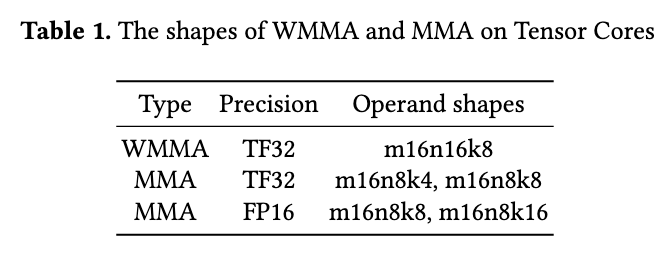 Table 1. The shapes of WMMA and MMA on Tensor Cores
Type Precision Operand shapes
WMMA TF32 m16n16k8
MMA TF32 m16n8k4, m16n8k8
MMA FP16 m16n8k8, m16n8k16